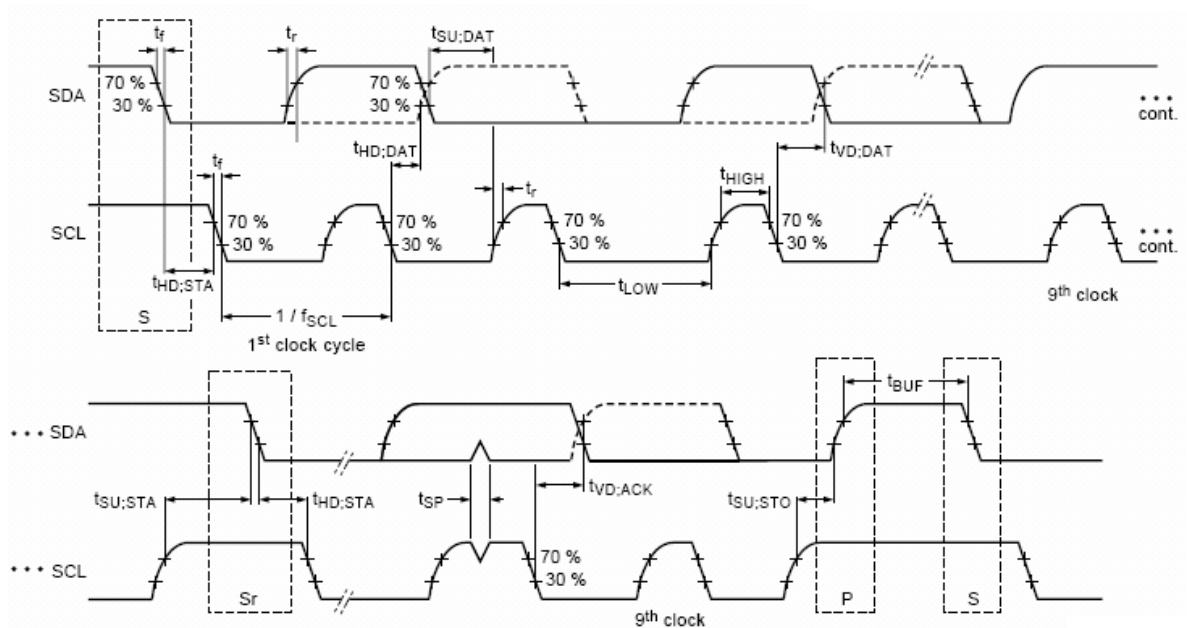 tf tr tSU;DAT
SDA 70 % 30 % 70 % 30 % • • • cont.
tHD;DAT tVD;DAT
tf tr tHIGH
SCL 70 % 30 % 70 % 30 % 70 % 30 % 70 % 30 % • • • cont.
tHD;STA tLOW
S 1 / fSCL 9th clock
1st clock cycle
tBUF
• • • SDA
tSU;STA tHD;STA tSP tVD;ACK tSU;STO
• • • SCL 70 % 30 %
Sr 9th clock P S